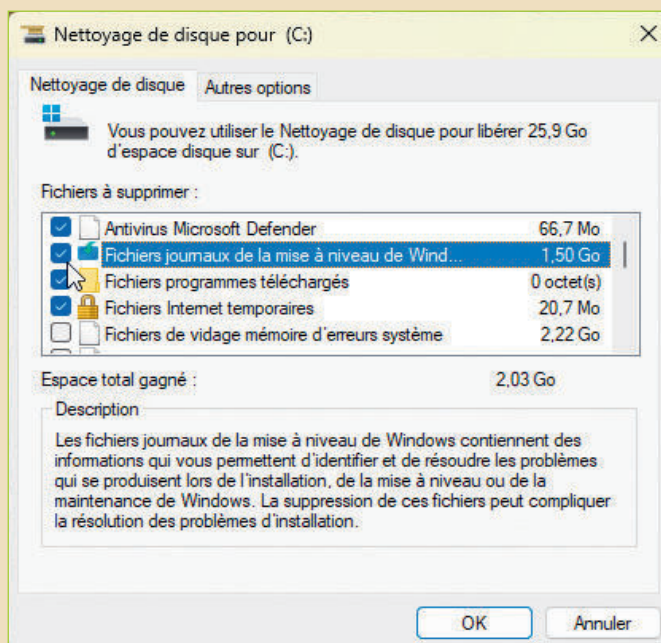 Nettoyage de disque pour (C:)
Nettoyage de disque
Autres options
Vous pouvez utiliser le Nettoyage de disque pour libérer 25,9 Go
d'espace disque sur (C:).
Fichiers à supprimer :
Antivirus Microsoft Defender 66,7 Mo
Fichiers journaux de la mise à niveau de Wind... 1,50 Go
Fichiers programmes téléchargés 0 octet(s)
Fichiers Internet temporaires 20,7 Mo
Fichiers de vidage mémoire d'erreurs système 2,22 Go
Espace total gagné : 2,03 Go
Description
Les fichiers journaux de la mise à niveau de Windows contiennent des
informations qui vous permettent d'identifier et de résoudre les problèmes
qui se produisent lors de l'installation, de la mise à niveau ou de la
maintenance de Windows. La suppression de ces fichiers peut compliquer
la résolution des problèmes d'installation.
OK
Annuler